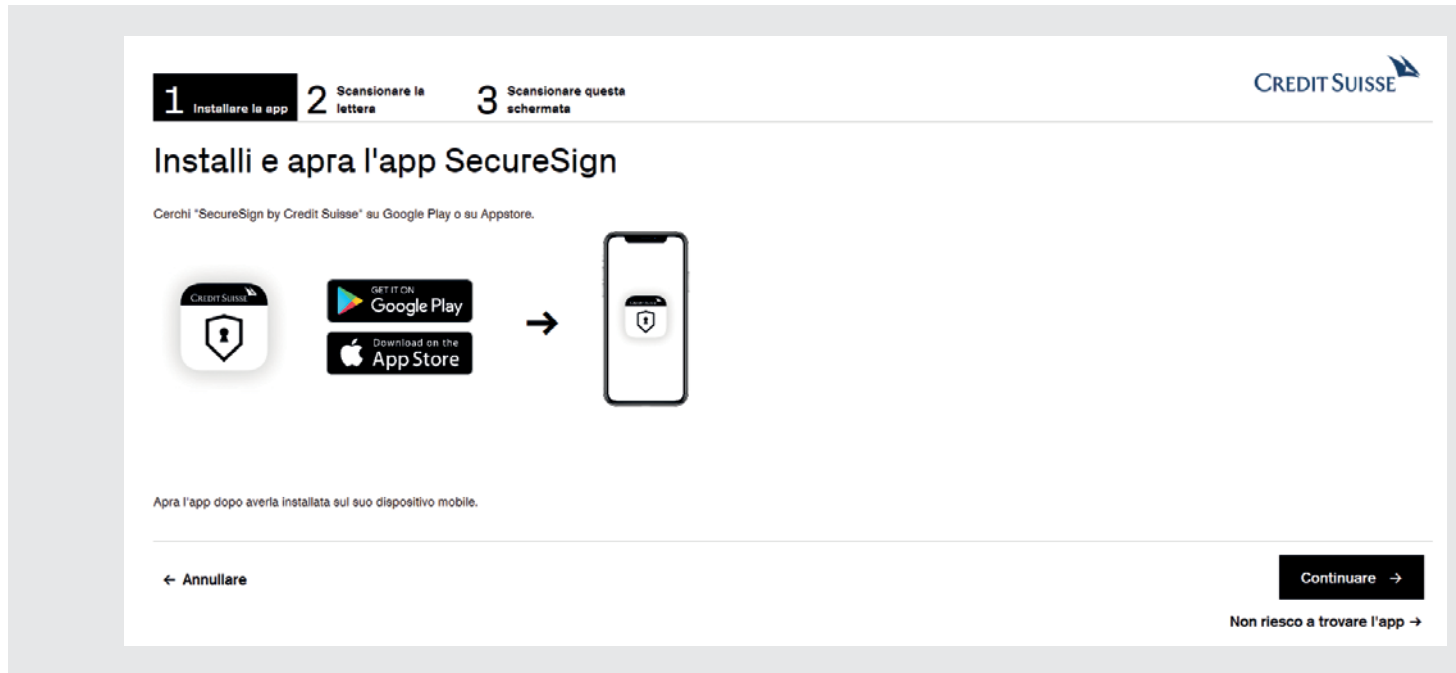 CREDIT SUISSE
1 Installare la app
2 Scansionare la
lettera
3 Scansionare questa
schermata
Installi e apra l'app SecureSign
Cerchi "SecureSign by Credit Suisse" su Google Play o su Appstore.
CREDIT SUISSE
GET IT ON
Google Play
Download on the
App Store
Apra l'app dopo averla installata sul suo dispositivo mobile.
← Annullare
Continuare →
Non riesco a trovare l'app →